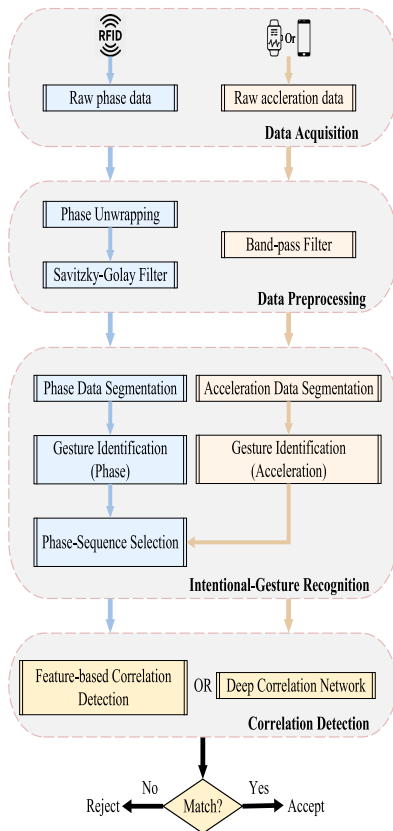 RFID
Or
Raw phase data
Raw accleration data
Data Acquisition
Phase Unwrapping
Band-pass Filter
Savitzky-Golay Filter
Data Preprocessing
Phase Data Segmentation
Acceleration Data Segmentation
Gesture Identification
(Phase)
Gesture Identification
(Acceleration)
Phase-Sequence Selection
Intentional-Gesture Recognition
Feature-based Correlation
Detection
OR
Deep Correlation Network
Correlation Detection
No
Yes
Reject
Match?
Accept